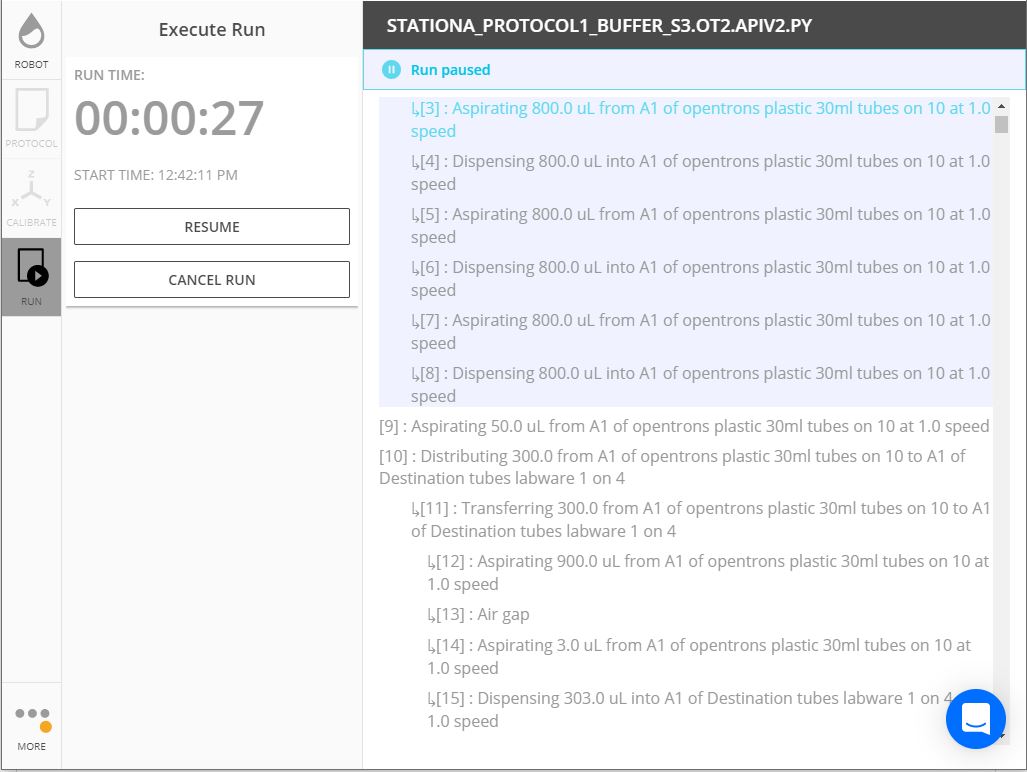 ROBOT
PROTOCOL
Z
X Y
CALIBRATE
RUN
MORE
Execute Run
RUN TIME:
00:00:27
START TIME: 12:42:11 PM
RESUME
CANCEL RUN
STATIONA_PROTOCOL1_BUFFER_S3.OT2.APIV2.PY
Run paused
↳[3] : Aspirating 800.0 uL from A1 of opentrons plastic 30ml tubes on 10 at 1.0
speed
↳[4] : Dispensing 800.0 uL into A1 of opentrons plastic 30ml tubes on 10 at 1.0
speed
↳[5] : Aspirating 800.0 uL from A1 of opentrons plastic 30ml tubes on 10 at 1.0
speed
↳[6] : Dispensing 800.0 uL into A1 of opentrons plastic 30ml tubes on 10 at 1.0
speed
↳[7] : Aspirating 800.0 uL from A1 of opentrons plastic 30ml tubes on 10 at 1.0
speed
↳[8] : Dispensing 800.0 uL into A1 of opentrons plastic 30ml tubes on 10 at 1.0
speed
[9] : Aspirating 50.0 uL from A1 of opentrons plastic 30ml tubes on 10 at 1.0 speed
[10] : Distributing 300.0 from A1 of opentrons plastic 30ml tubes on 10 to A1 of
Destination tubes labware 1 on 4
↳[11] : Transferring 300.0 from A1 of opentrons plastic 30ml tubes on 10 to A1
of Destination tubes labware 1 on 4
↳[12] : Aspirating 900.0 uL from A1 of opentrons plastic 30ml tubes on 10 at
1.0 speed
↳[13] : Air gap
↳[14] : Aspirating 3.0 uL from A1 of opentrons plastic 30ml tubes on 10 at
1.0 speed
↳[15] : Dispensing 303.0 uL into A1 of Destination tubes labware 1 on 4
1.0 speed